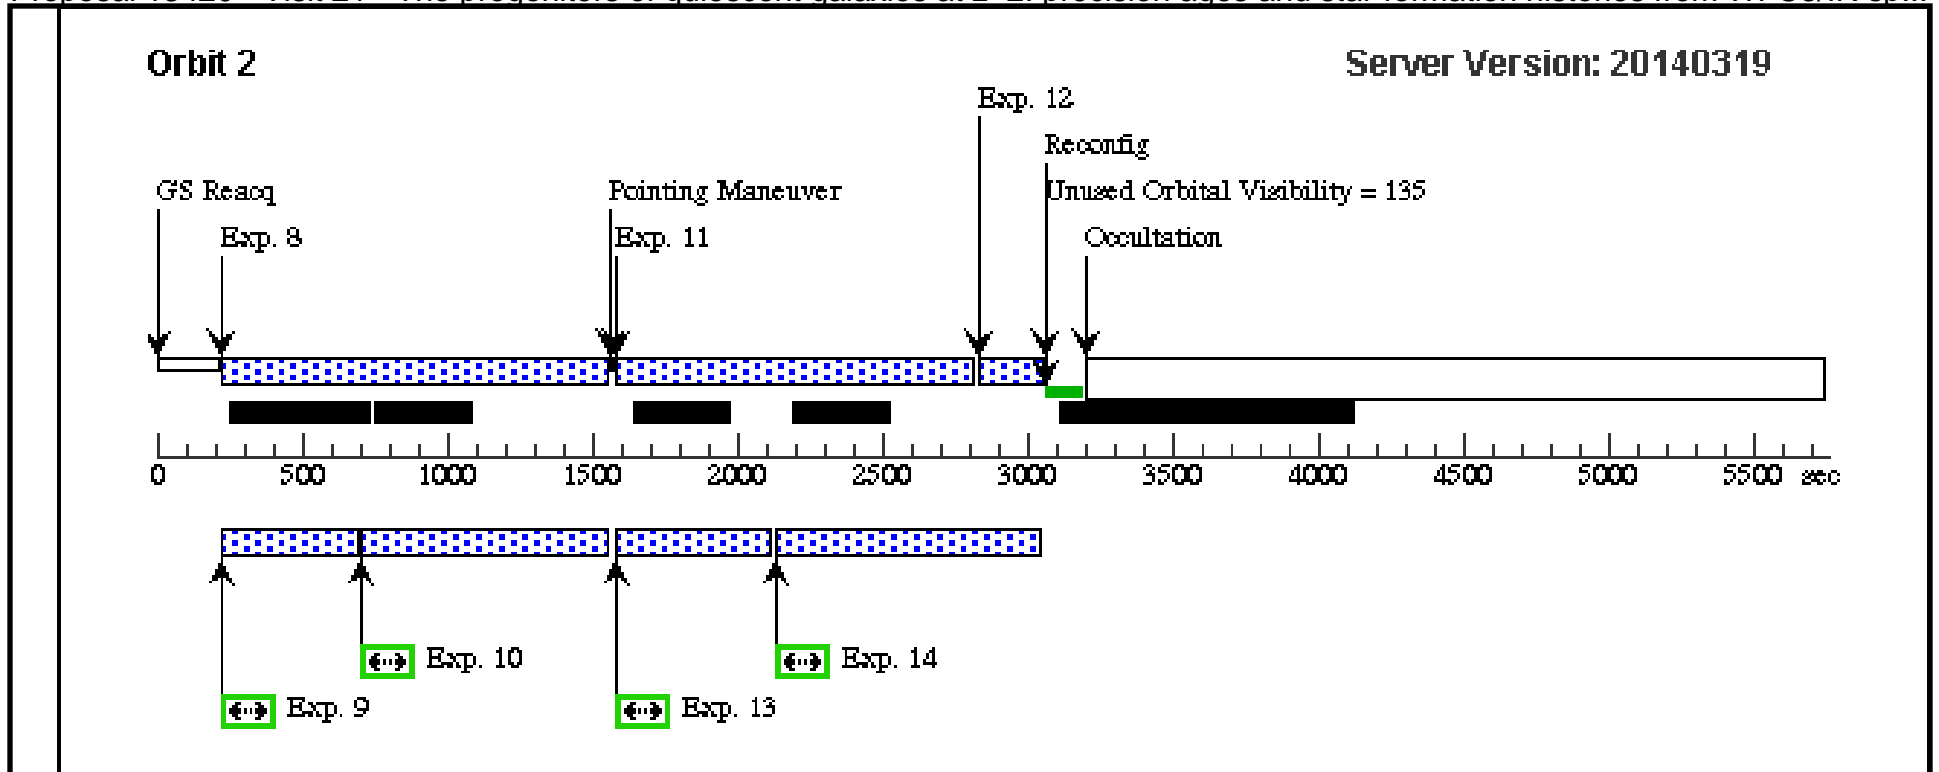 Orbit 2
Server Version: 20140319
Exp. 12
Reconfig
GS Reacq
Pointing Maneuver
Unused Orbital Visibility = 135
Exp. 8
Exp. 11
Occultation
0 500 1000 1500 2000 2500 3000 3500 4000 4500 5000 5500 sec
Exp. 10
Exp. 14
Exp. 9
Exp. 13